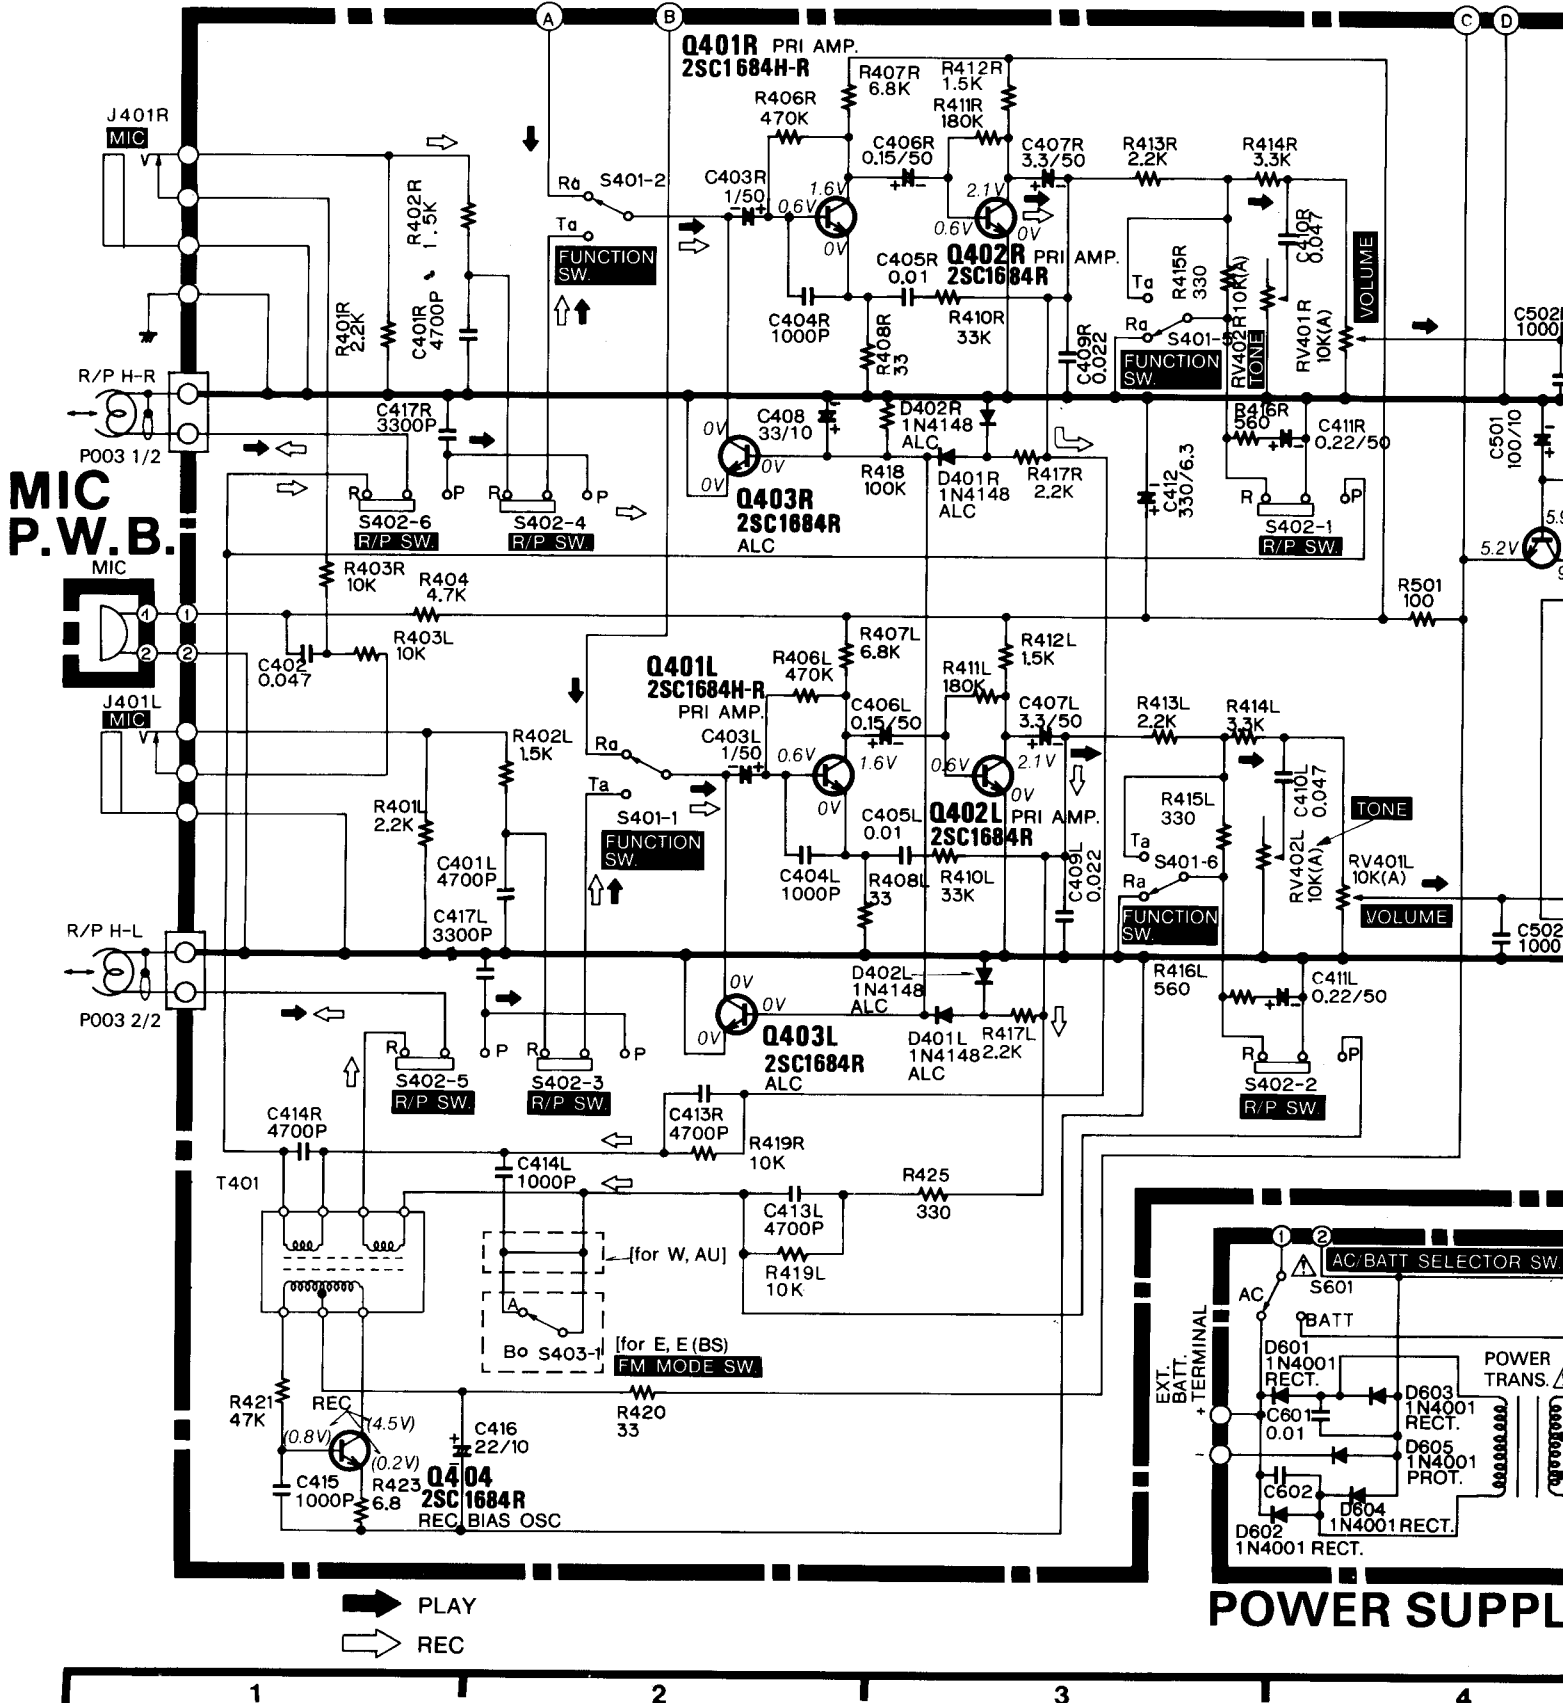 A
B
C
D
Q401R PRI AMP.
2SC1684H-R
R407R
6.8K
R412R
1.5K
R406R
470K
R411R
180K
J401R
MIC
C406R
0.15/50
C407R
3.3/50
R413R
2.2K
R414R
3.3K
Ra
S401-2
C403R
1/50
1.6V
0.6V
0V
2.1V
0.6V
0V
R402R
1.5K
Ta
FUNCTION
SW.
Q402R PRI AMP.
2SC1684R
C405R
0.01
C410R
0.047
VOLUME
R401R
2.2K
C401R
4700P
C404R
1000P
R408R
33
R410R
33K
C409R
0.022
Ta
R415R
330
Ra
S401-5
FUNCTION
SW.
RV402R 10K(A)
TONE
RV401R
10K(A)
C502
1000
R/P H-R
P003 1/2
C417R
3300P
0V
0V
0V
C408
33/10
D402R
1N4148
ALC
R416R
560
C411R
0.22/50
C501
100/10
Q403R
2SC1684R
ALC
R418
100K
D401R
1N4148
ALC
R417R
2.2K
C412
330/6.3
MIC
P.W.B.
R
P
S402-6
R/P SW.
R
P
S402-4
R/P SW.
R
P
S402-1
R/P SW.
5.2V
5.9
9
MIC
1
1
2
2
R403R
10K
R404
4.7K
R403L
10K
C402
0.047
R501
100
Q401L
2SC1684H-R
PRI AMP.
R407L
6.8K
R406L
470K
R412L
1.5K
R411L
180K
J401L
MIC
R402L
1.5K
Ra
C403L
1/50
C406L
0.15/50
C407L
3.3/50
R413L
2.2K
R414L
3.3K
0.6V
1.6V
0V
0.6V
2.1V
0V
Ta
S401-1
FUNCTION
SW.
R401L
2.2K
C401L
4700P
C405L
0.01
Q402L PRI AMP.
2SC1684R
R415L
330
C410L
0.047
TONE
C404L
1000P
R408L
33
R410L
33K
C409L
0.022
Ta
S401-6
Ra
FUNCTION
SW.
RV402L
10K(A)
RV401L
10K(A)
VOLUME
R/P H-L
P003 2/2
C417L
3300P
C502
1000
0V
0V
0V
D402L
1N4148
ALC
R416L
560
C411L
0.22/50
Q403L
2SC1684R
ALC
D401L
1N4148
ALC
R417L
2.2K
R
P
S402-5
R/P SW.
R
P
S402-3
R/P SW.
R
P
S402-2
R/P SW.
C414R
4700P
C413R
4700P
R419R
10K
T401
C414L
1000P
C413L
4700P
R425
330
R419L
10K
[for W, AU]
A
B
S403-1
[for E, E (BS)
FM MODE SW.
R421
47K
REC
(4.5V)
(0.8V)
(0.2V)
C416
22/10
R420
33
C415
1000P
R423
6.8
Q404
2SC1684R
REC BIAS OSC
1
2
AC/BATT SELECTOR SW.
S601
AC
BATT
EXT.
BATT.
TERMINAL
D601
1N4001
RECT.
POWER
TRANS.
D603
1N4001
RECT.
C601
0.01
D605
1N4001
PROT.
C602
D604
1N4001 RECT.
D602
1N4001 RECT.
POWER SUPPL
PLAY
REC
1
2
3
4